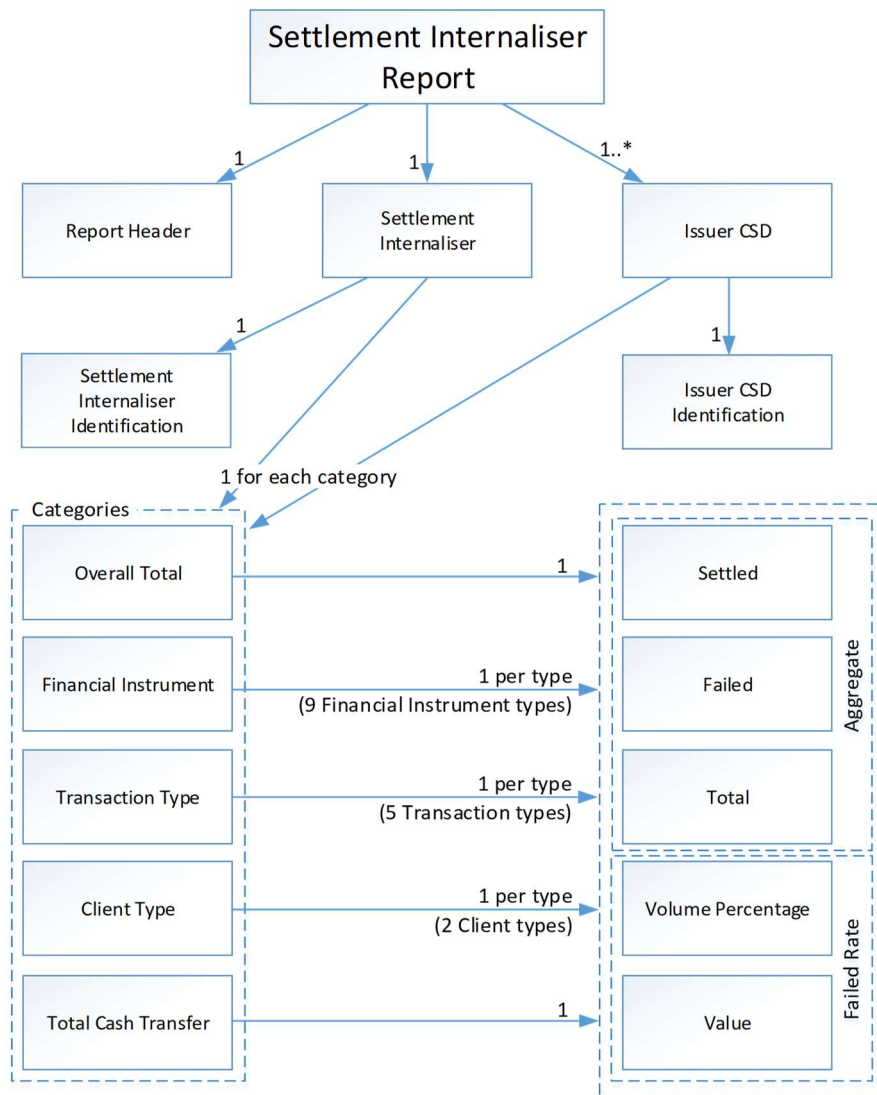 Settlement Internaliser
Report
1
1
1..*
Report Header
Settlement
Internaliser
Issuer CSD
1
1
Settlement
Internaliser
Identification
Issuer CSD
Identification
1 for each category
Categories
Overall Total
1
Settled
Financial Instrument
1 per type
(9 Financial Instrument types)
Failed
Aggregate
Transaction Type
1 per type
(5 Transaction types)
Total
Client Type
1 per type
(2 Client types)
Volume Percentage
Failed Rate
Total Cash Transfer
1
Value